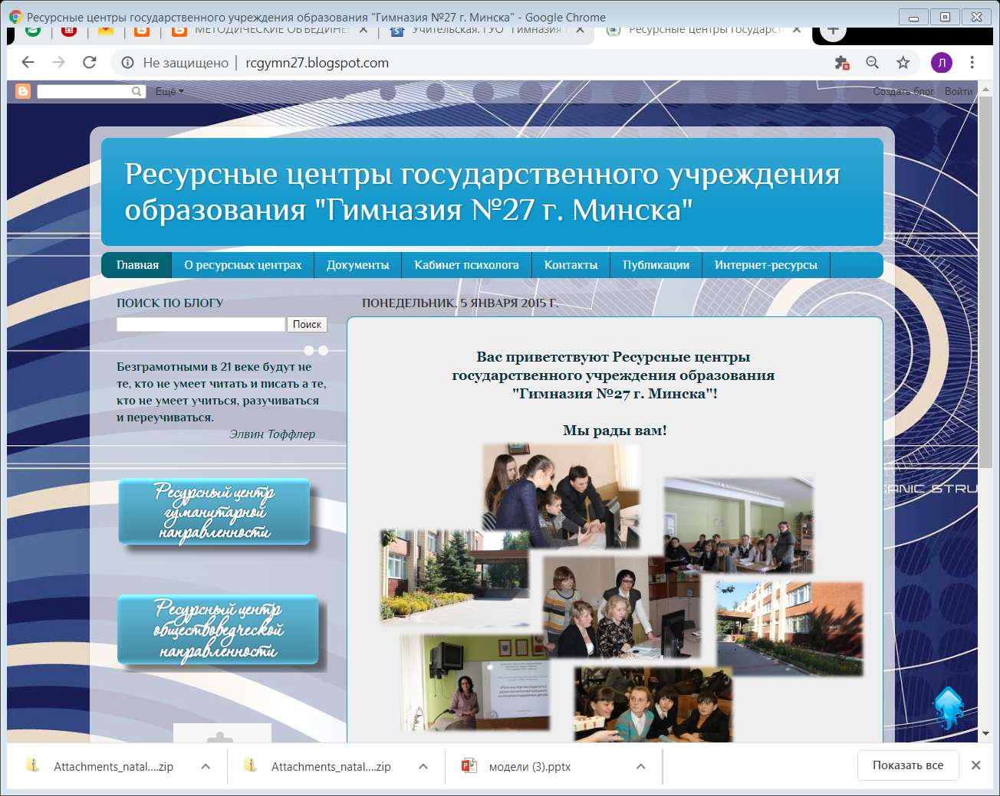 Ресурсные центры государственного учреждения образования "Гимназия №27 г. Минска" - Google Chrome
МЕТОДИЧЕСКИЕ ОБЪЕДИНЕН
Учительская. ГУО "Гимназия
Ресурсные центры государст
Не защищено | rcgymn27.blogspot.com
Л
Ещё
Создать блог Войти
Ресурсные центры государственного учреждения
образования "Гимназия №27 г. Минска"
Главная О ресурсных центрах Документы Кабинет психолога Контакты Публикации Интернет-ресурсы
ПОИСК ПО БЛОГУ
Поиск
Безграмотными в 21 веке будут не
те, кто не умеет читать и писать а те,
кто не умеет учиться, разучиваться
и переучиваться.
Элвин Тоффлер
Ресурсный центр
гуманитарной
направленности
Ресурсный центр
обществоведческой
направленности
ПОНЕДЕЛЬНИК, 5 ЯНВАРЯ 2015 Г.
Вас приветствуют Ресурсные центры
государственного учреждения образования
"Гимназия №27 г. Минска"!
Мы рады вам!
GANIC STRU
Attachments_natal....zip
Attachments_natal....zip
модели (3).pptx
Показать все